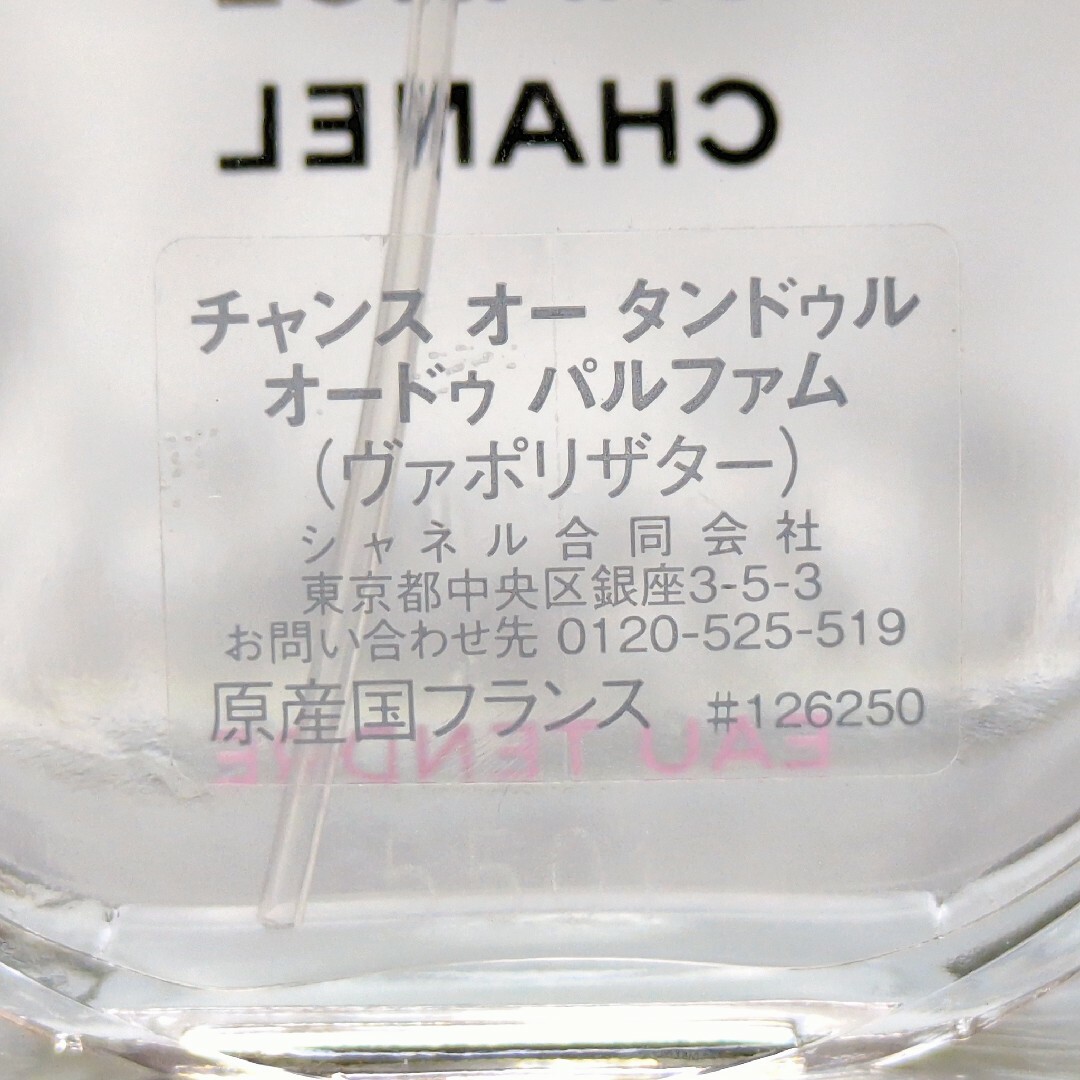 CHANEL
チャンス オー タンドゥル
オードゥ パルファム
(ヴァポリザター)
シャネル合同会社
東京都中央区銀座3-5-3
お問い合わせ先 0120-525-519
原産国フランス #126250
EAU TENDRE